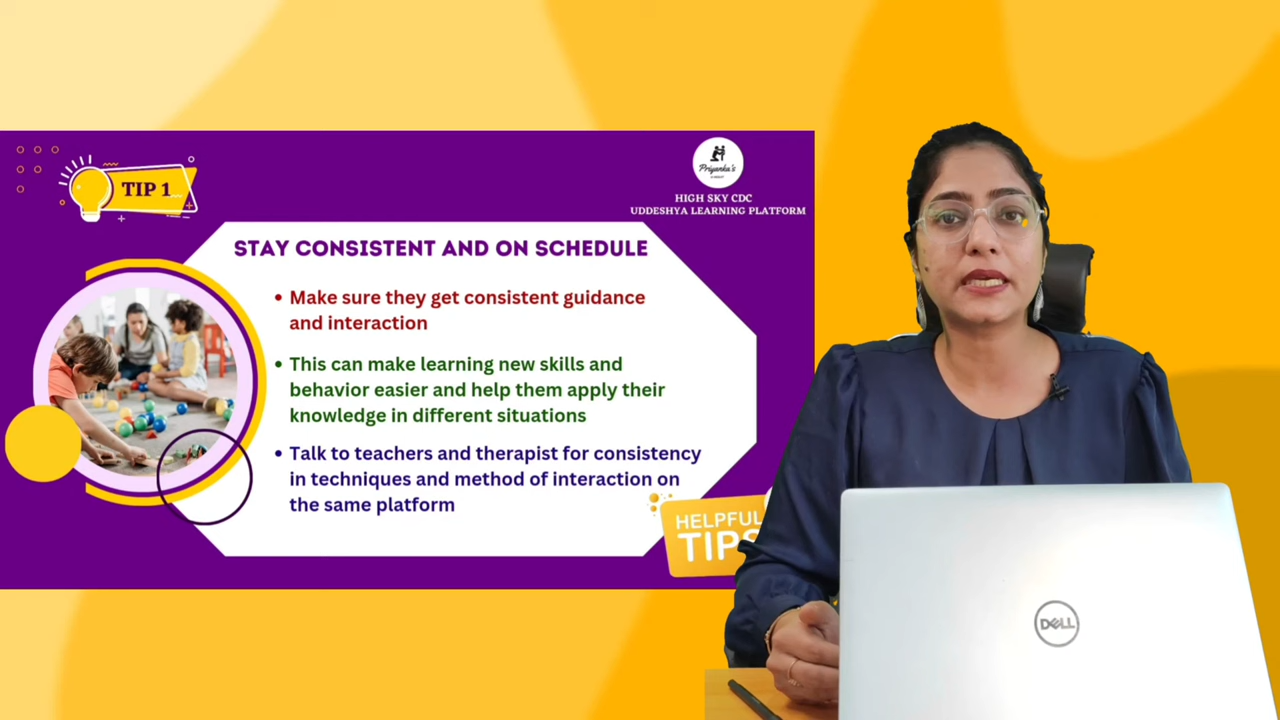 TIP 1
Priyanka's
HIGH SKY CDC
UDDESHYA LEARNING PLATFORM
STAY CONSISTENT AND ON SCHEDULE
• Make sure they get consistent guidance
and interaction
• This can make learning new skills and
behavior easier and help them apply their
knowledge in different situations
• Talk to teachers and therapist for consistency
in techniques and method of interaction on
the same platform
HELPFUL
TIPS
DELL